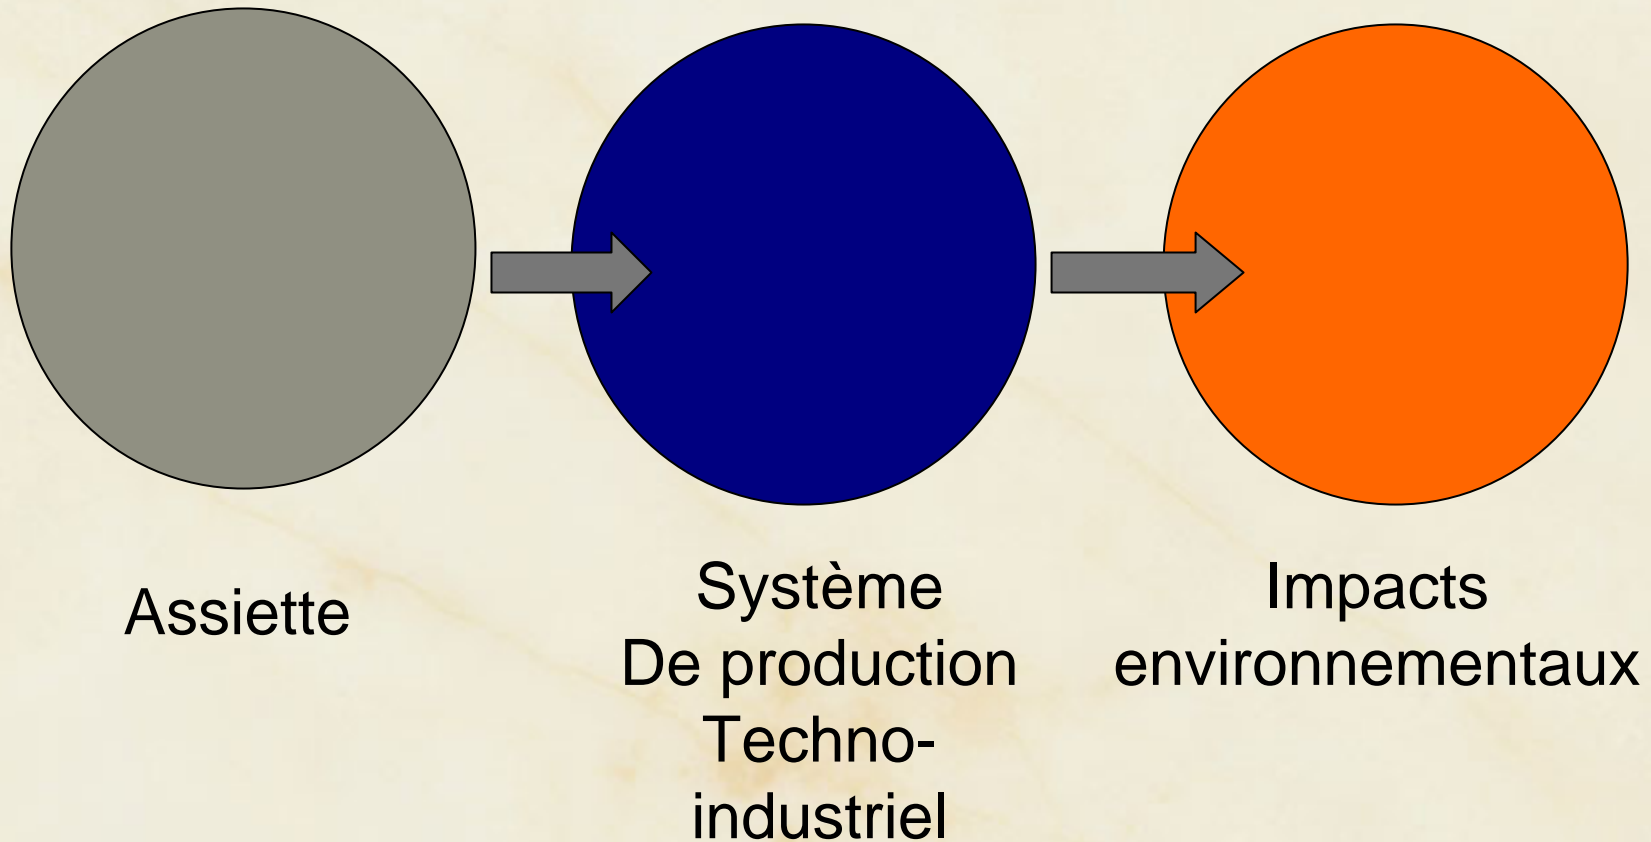 Assiette
Système
De production
Techno-
industriel
Impacts
environnementaux